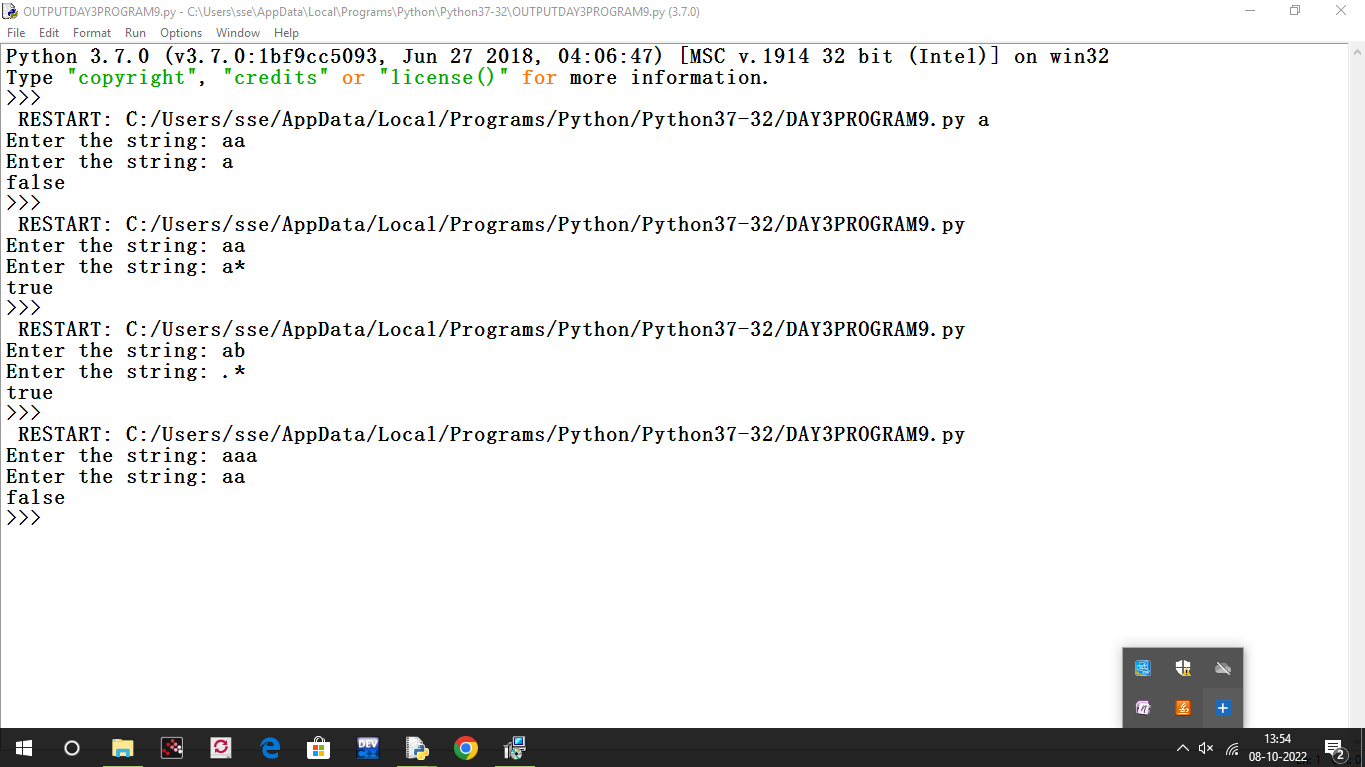 OUTPUTDAY3PROGRAM9.py - C:\Users\sse\AppData\Local\Programs\Python\Python37-32\OUTPUTDAY3PROGRAM9.py (3.7.0)
File Edit Format Run Options Window Help
Python 3.7.0 (v3.7.0:1bf9cc5093, Jun 27 2018, 04:06:47) [MSC v.1914 32 bit (Intel)] on win32
Type "copyright", "credits" or "license()" for more information.
>>>
RESTART: C:/Users/sse/AppData/Local/Programs/Python/Python37-32/DAY3PROGRAM9.py a
Enter the string: aa
Enter the string: a
false
>>>
RESTART: C:/Users/sse/AppData/Local/Programs/Python/Python37-32/DAY3PROGRAM9.py
Enter the string: aa
Enter the string: a*
true
>>>
RESTART: C:/Users/sse/AppData/Local/Programs/Python/Python37-32/DAY3PROGRAM9.py
Enter the string: ab
Enter the string: .*
true
>>>
RESTART: C:/Users/sse/AppData/Local/Programs/Python/Python37-32/DAY3PROGRAM9.py
Enter the string: aaa
Enter the string: aa
false
>>>
DEV
13:54
08-10-2022
2